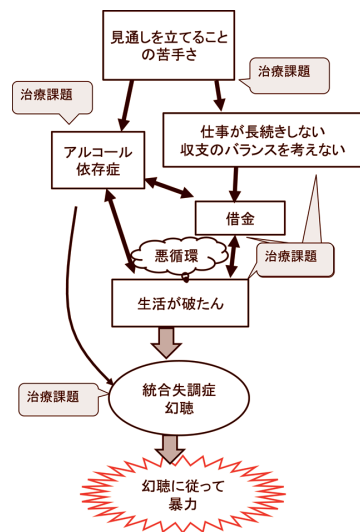 見通しを立てること
の苦手さ
治療課題
治療課題
仕事が長続きしない
収支のバランスを考えない
アルコール
依存症
借金
悪循環
治療課題
生活が破たん
統合失調症
幻聴
治療課題
幻聴に従って
暴力